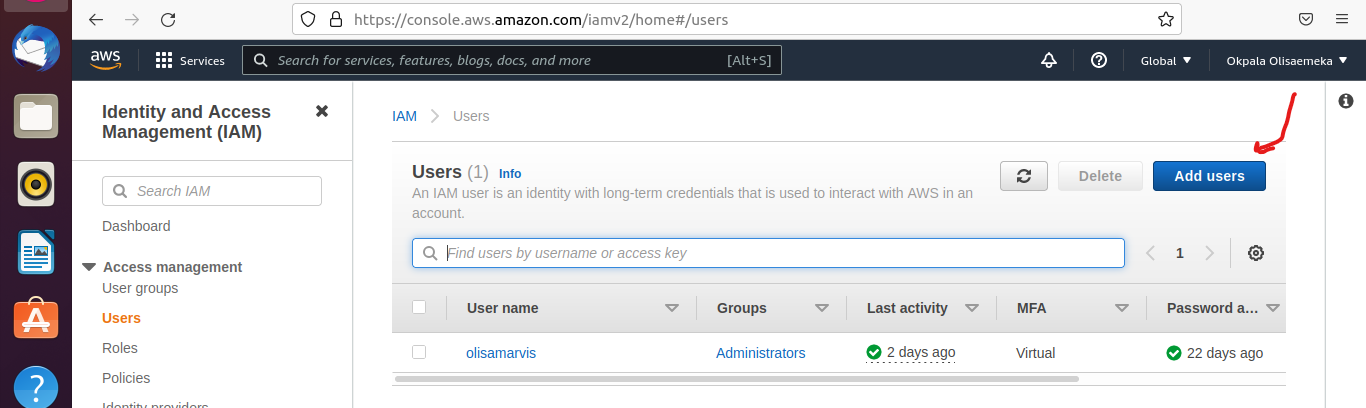 https://console.aws.amazon.com/iamv2/home#/users
aws
Services
Search for services, features, blogs, docs, and more
[Alt+S]
Global
Okpala Olisaemeka
Identity and Access
Management (IAM)
Search IAM
Dashboard
Access management
User groups
Users
Roles
Policies
Identity providers
IAM
Users
Users (1) Info
An IAM user is an identity with long-term credentials that is used to interact with AWS in an
account.
Delete
Add users
Find users by username or access key
1
User name
Groups
Last activity
MFA
Password a...
olisamarvis
Administrators
2 days ago
Virtual
22 days ago